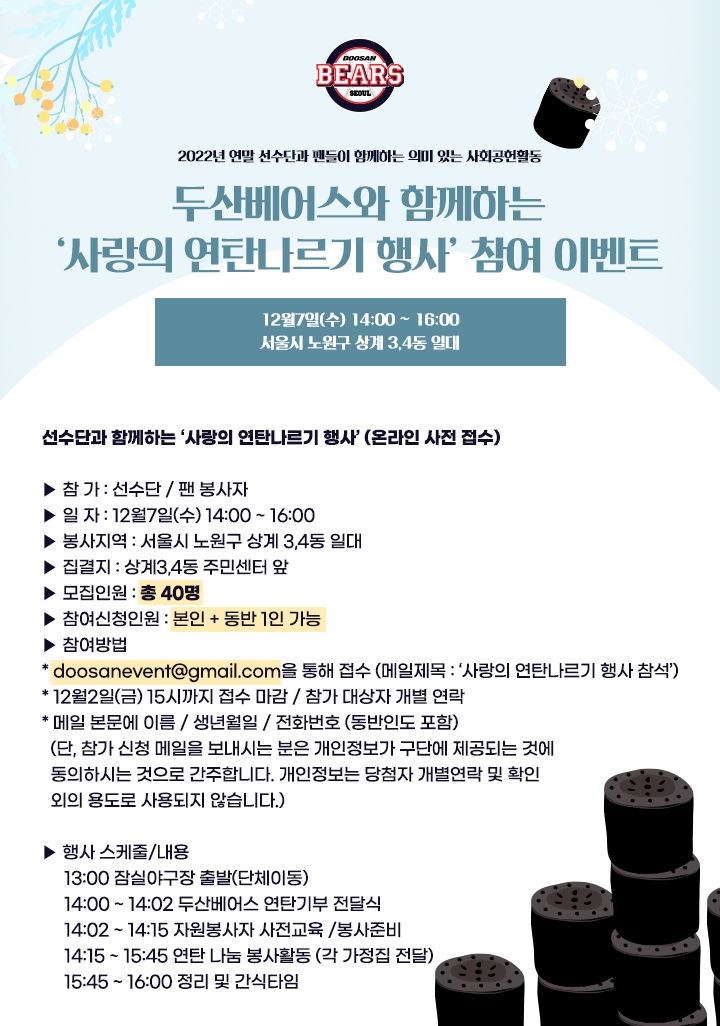 DOOSAN
BEARS
SEOUL
2022년 연말 선수단과 팬들이 함께하는 의미 있는 사회공헌활동
두산베어스와 함께하는
‘사랑의 연탄나르기 행사’ 참여 이벤트
12월7일(수) 14:00 ~ 16:00
서울시 노원구 상계 3,4동 일대
선수단과 함께하는 ‘사랑의 연탄나르기 행사’ (온라인 사전 접수)
▶ 참 가 : 선수단 / 팬 봉사자
▶ 일 자 : 12월7일(수) 14:00 ~ 16:00
▶ 봉사지역 : 서울시 노원구 상계 3,4동 일대
▶ 집결지 : 상계3,4동 주민센터 앞
▶ 모집인원 : 총 40명
▶ 참여신청인원 : 본인 + 동반 1인 가능
▶ 참여방법
* doosanevent@gmail.com을 통해 접수 (메일제목 : ‘사랑의 연탄나르기 행사 참석’)
* 12월2일(금) 15시까지 접수 마감 / 참가 대상자 개별 연락
* 메일 본문에 이름 / 생년월일 / 전화번호 (동반인도 포함)
(단, 참가 신청 메일을 보내시는 분은 개인정보가 구단에 제공되는 것에
동의하시는 것으로 간주합니다. 개인정보는 당첨자 개별연락 및 확인
외의 용도로 사용되지 않습니다.)
▶ 행사 스케줄/내용
13:00 잠실야구장 출발(단체이동)
14:00 ~ 14:02 두산베어스 연탄기부 전달식
14:02 ~ 14:15 자원봉사자 사전교육 /봉사준비
14:15 ~ 15:45 연탄 나눔 봉사활동 (각 가정집 전달)
15:45 ~ 16:00 정리 및 간식타임